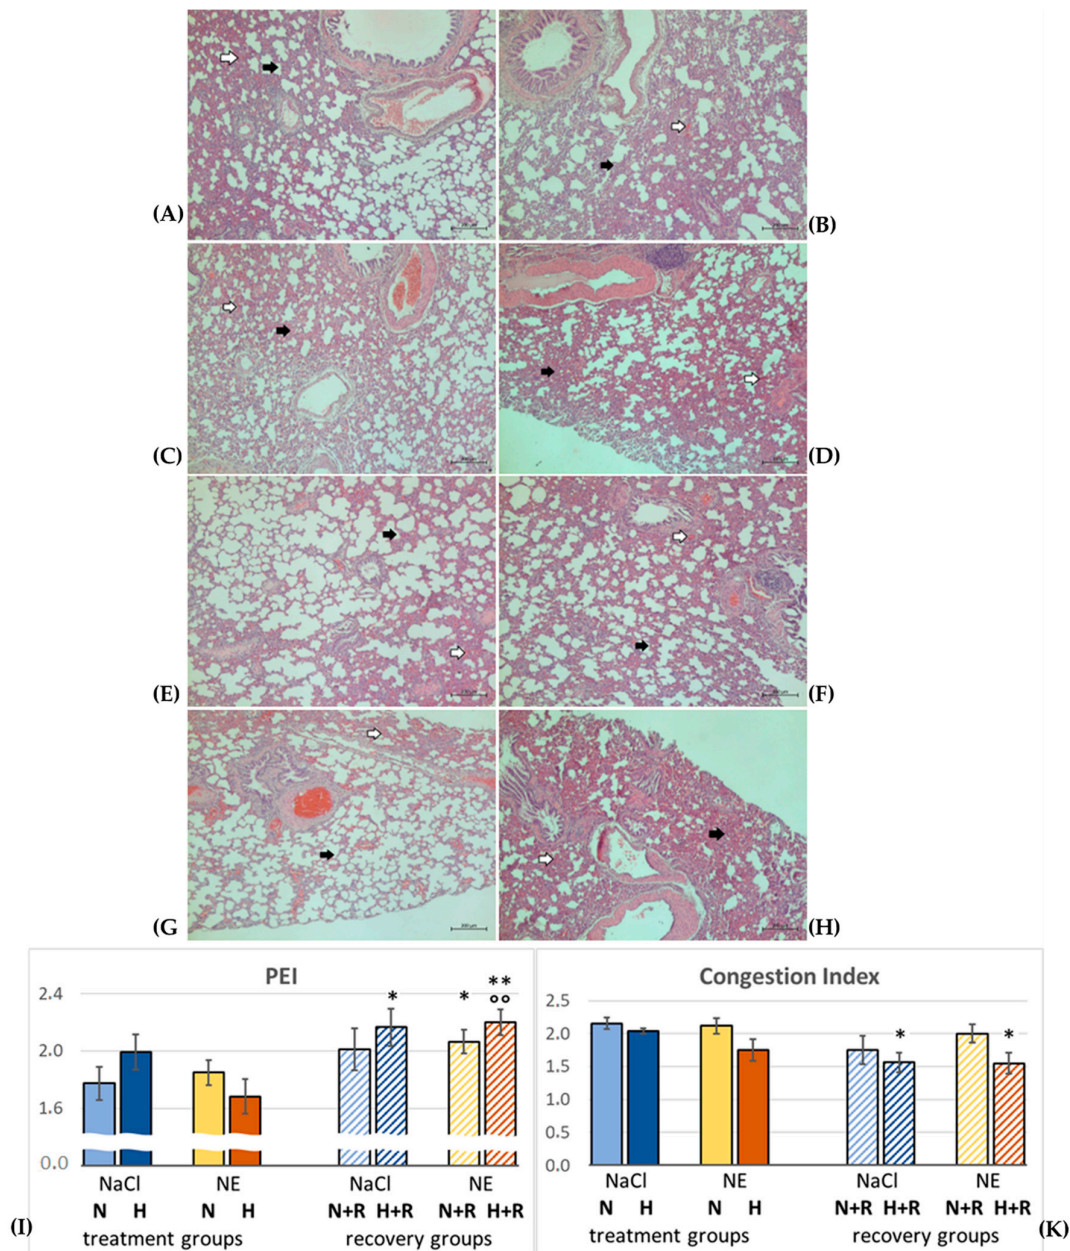 (A)
(B)
(C)
(D)
(E)
(F)
(G)
200 µm
(H)
PEI
2.4
2.0
1.6
0.0
*
*
**
°°
NaCl
NE
NaCl
NE
N
H
N
H
N+R
H+R
N+R
H+R
treatment groups
recovery groups
(I)
Congestion Index
2.5
2.0
1.5
1.0
0.5
0.0
*
*
NaCl
NE
NaCl
NE
N
H
N
H
N+R
H+R
N+R
H+R
treatment groups
recovery groups
(K)